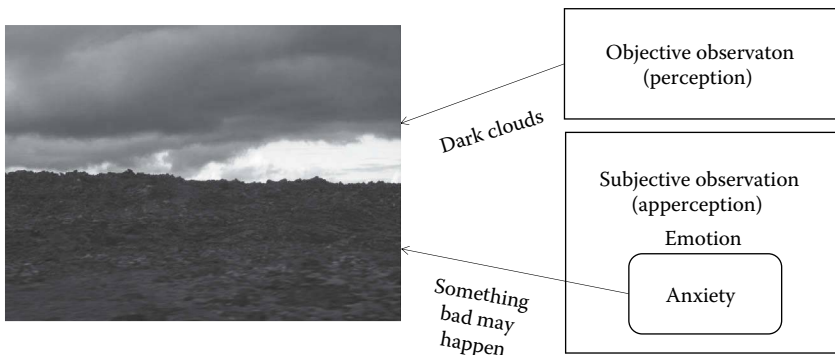 Objective observaton
(perception)
Dark clouds
Subjective observation
(apperception)
Emotion
Anxiety
Something
bad may
happen